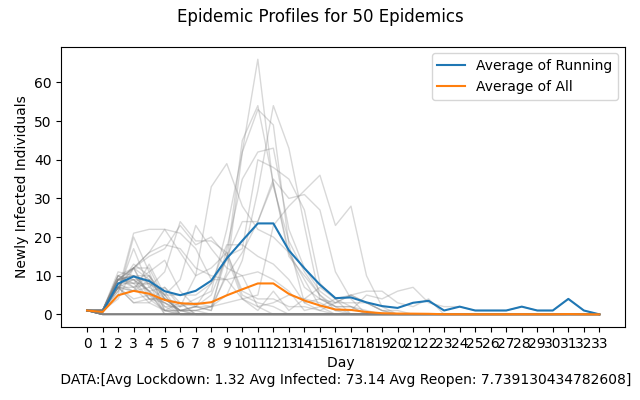 Epidemic Profiles for 50 Epidemics
Average of Running
Average of All
Newly Infected Individuals
60
50
40
30
20
10
0
0 1 2 3 4 5 6 7 8 9 10 11 12 13 14 15 16 17 18 19 20 21 22 23 24 25 26 27 28 29 30 31 32 33
Day
DATA:[Avg Lockdown: 1.32 Avg Infected: 73.14 Avg Reopen: 7.739130434782608]